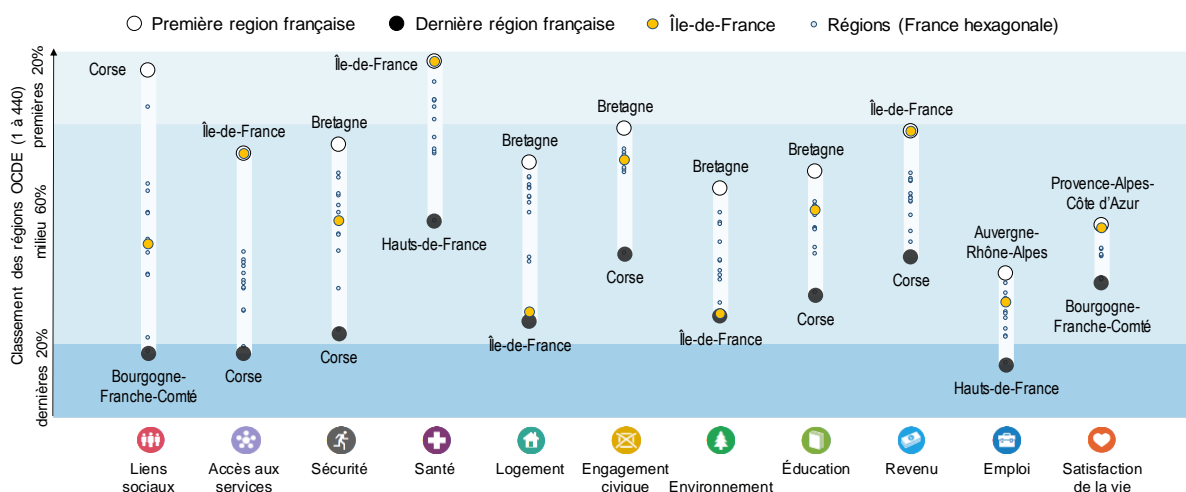 Première region française
Dernière région française
Île-de-France
Régions (France hexagonale)
Classement des régions OCDE (1 à 440)
premières 20%
milieu 60%
dernières 20%
Corse
Bourgogne-
Franche-Comté
Île-de-France
Corse
Bretagne
Corse
Île-de-France
Hauts-de-France
Bretagne
Île-de-France
Bretagne
Corse
Bretagne
Île-de-France
Bretagne
Corse
Île-de-France
Corse
Auvergne-
Rhône-Alpes
Hauts-de-France
Provence-Alpes-
Côte d'Azur
Bourgogne-
Franche-Comté
Liens
sociaux
Accès aux
services
Sécurité
Santé
Logement
Engagement
civique
Environnement
Éducation
Revenu
Emploi
Satisfaction
de la vie